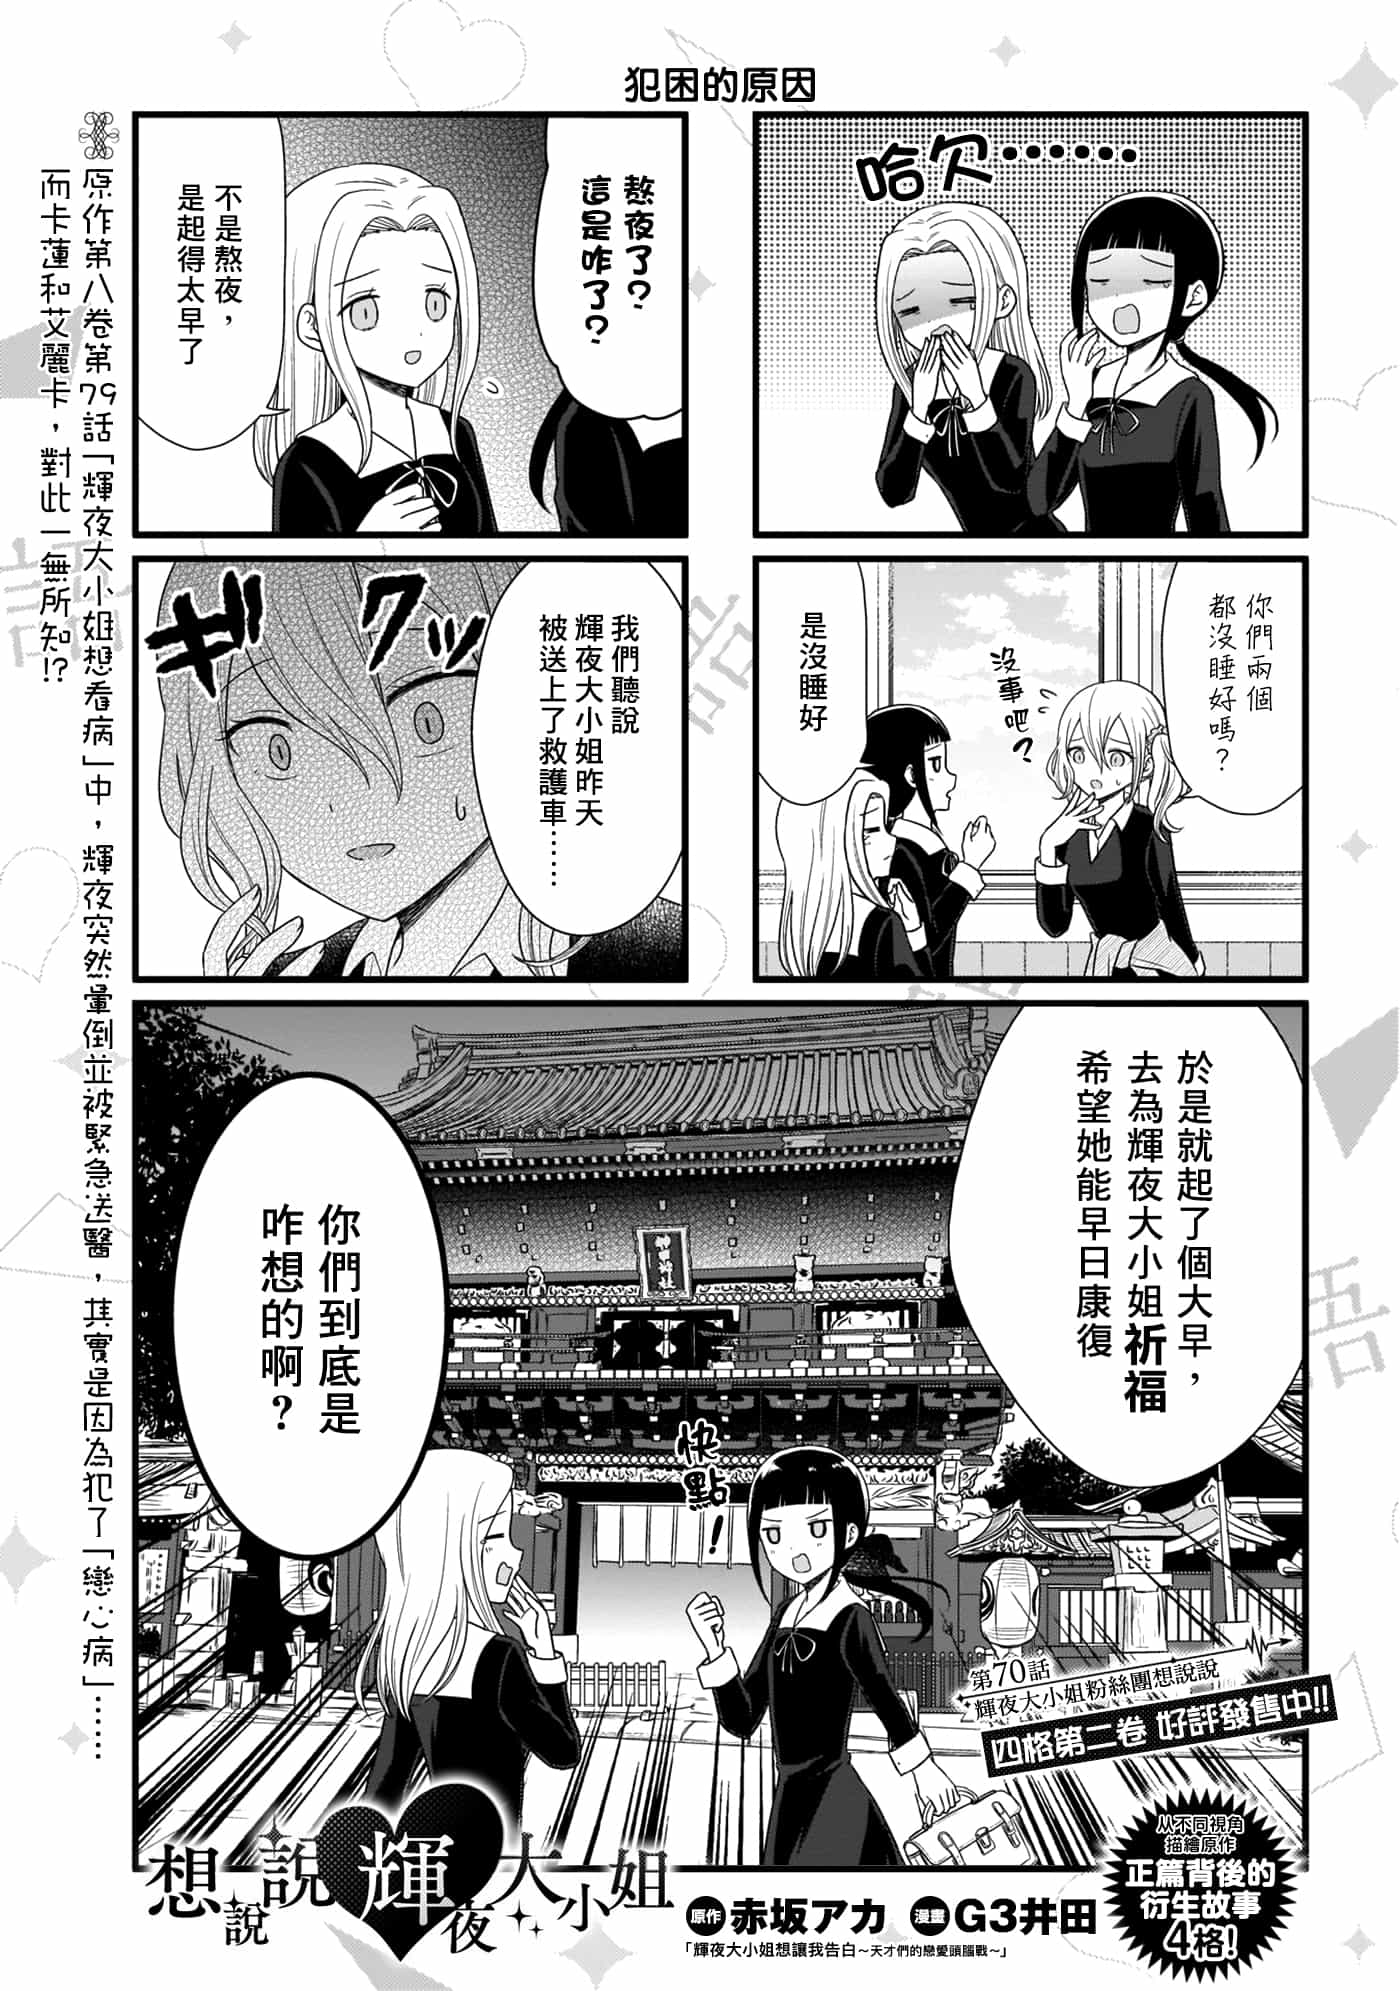 犯困的原因
哈欠⋯⋯
你們兩個
都沒睡好嗎？
沒事吧？
是沒睡好
熬夜了？
這是咋了？
不是熬夜，
是起得太早了
我們聽說
輝夜大小姐昨天
被送上了救護車⋯⋯
ギクッ
於是就起了個大早，
去為輝夜大小姐祈福
希望她能早日康復
快點！
你們到底是
咋想的啊？
原作第八卷第79話「輝夜大小姐想看病」中，輝夜突然暈倒並被緊急送醫，其實是因為犯了「戀心病」⋯⋯
而卡蓮和艾麗卡，對此一無所知!?
第70話
輝夜大小姐粉絲團想說說
四格第二卷 好評發售中!!
想說說輝夜大小姐
原作 赤坂アカ 漫畫 G3井田
「輝夜大小姐想讓我告白～天才們的戀愛頭腦戰～」
从不同視角
描繪原作
正篇背後的
衍生故事
4格!